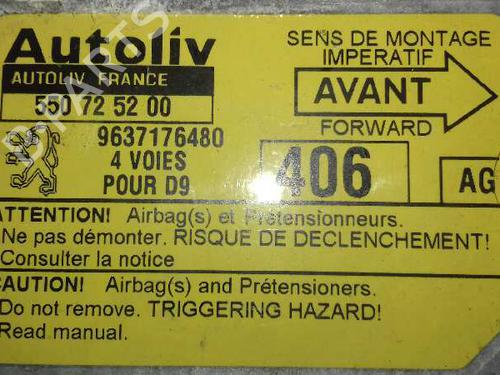 Autoliv
AUTOLIV FRANCE
550 72 52 00
9637176480
4 VOIES
POUR D9
SENS DE MONTAGE
IMPERATIF
AVANT
FORWARD
406
AG
ATTENTION! Airbag(s) et Prétensionneurs.
Ne pas démonter. RISQUE DE DECLENCHEMENT!
Consulter la notice
CAUTION! Airbag(s) and Pretensioners.
Do not remove. TRIGGERING HAZARD!
Read manual.
B-PARTS